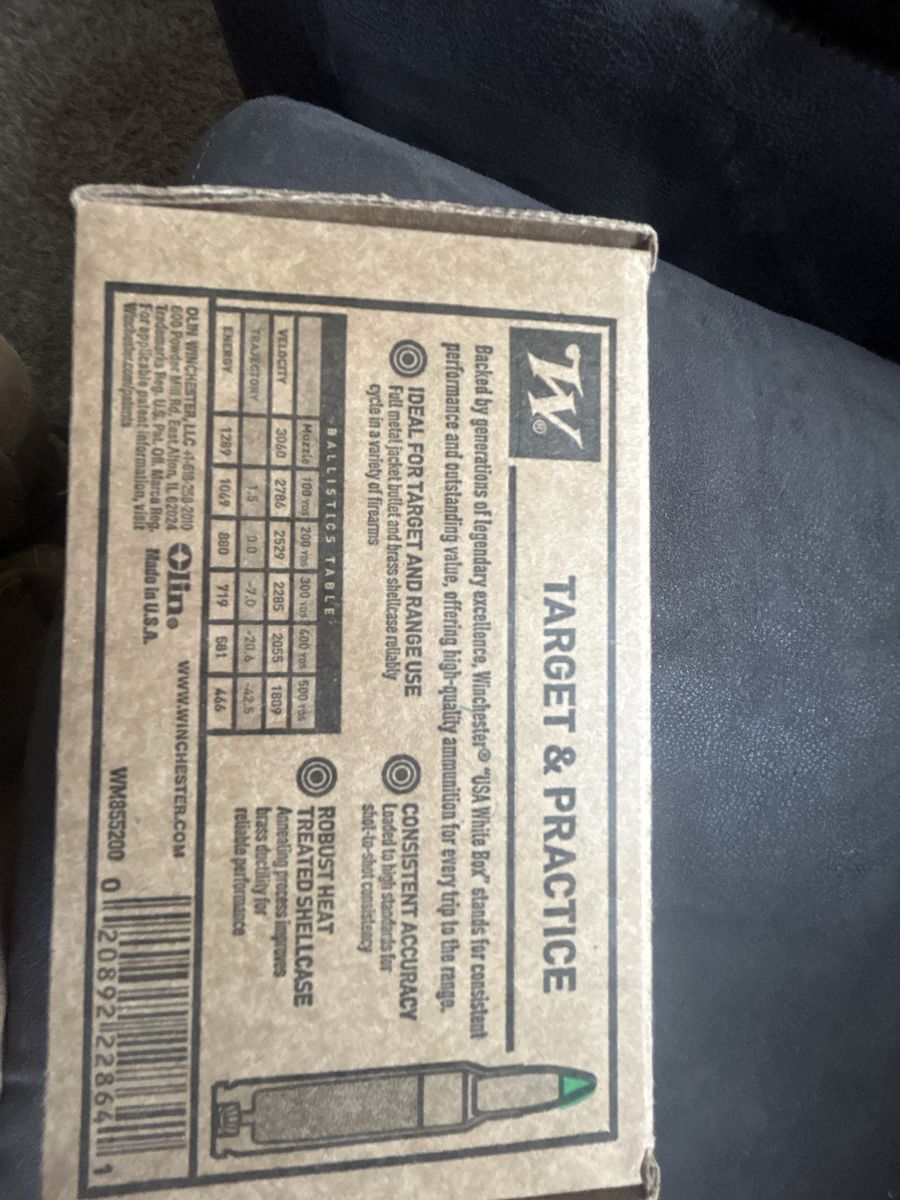 W®
TARGET & PRACTICE
Backed by generations of legendary excellence, Winchester® "USA White Box" stands for consistent
performance and outstanding value, offering high-quality ammunition for every trip to the range.
IDEAL FOR TARGET AND RANGE USE
Full metal jacket bullet and brass shellcase reliably
cycle in a variety of firearms
CONSISTENT ACCURACY
Loaded to high standards for
shot-to-shot consistency
BALLISTICS TABLE
Muzzle 100 YDS 200 YDS 300 YDS 400 YDS 500 YDS
VELOCITY 3060 2786 2529 2285 2055 1809
TRAJECTORY 1.5 0.0 -7.0 -20.6 -42.5
ENERGY 1289 1069 880 719 581 466
ROBUST HEAT
TREATED SHELLCASE
Annealing process improves
brass ductility for
reliable performance
OLIN WINCHESTER, LLC +1-618-258-2010
600 Powder Mill Rd, East Alton, IL 62024
Trademarks Reg. U.S. Pat. Off. Marca Reg.
For applicable patent information, visit
Winchester.com/patents
Olin®
Made in U.S.A.
WWW.WINCHESTER.COM
WM855200
0 20892 22864 1